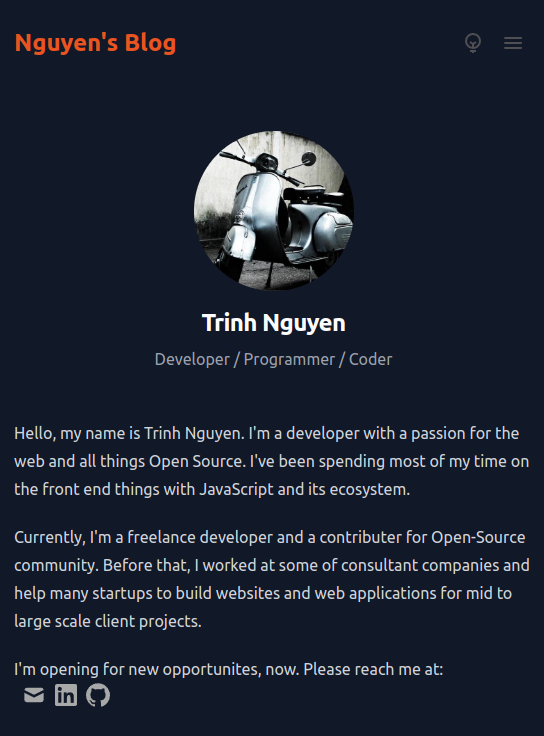 Nguyen's Blog
Trinh Nguyen
Developer / Programmer / Coder
Hello, my name is Trinh Nguyen. I'm a developer with a passion for the
web and all things Open Source. I've been spending most of my time on
the front end things with JavaScript and its ecosystem.
Currently, I'm a freelance developer and a contributer for Open-Source
community. Before that, I worked at some of consultant companies and
help many startups to build websites and web applications for mid to
large scale client projects.
I'm opening for new opportunites, now. Please reach me at:
in